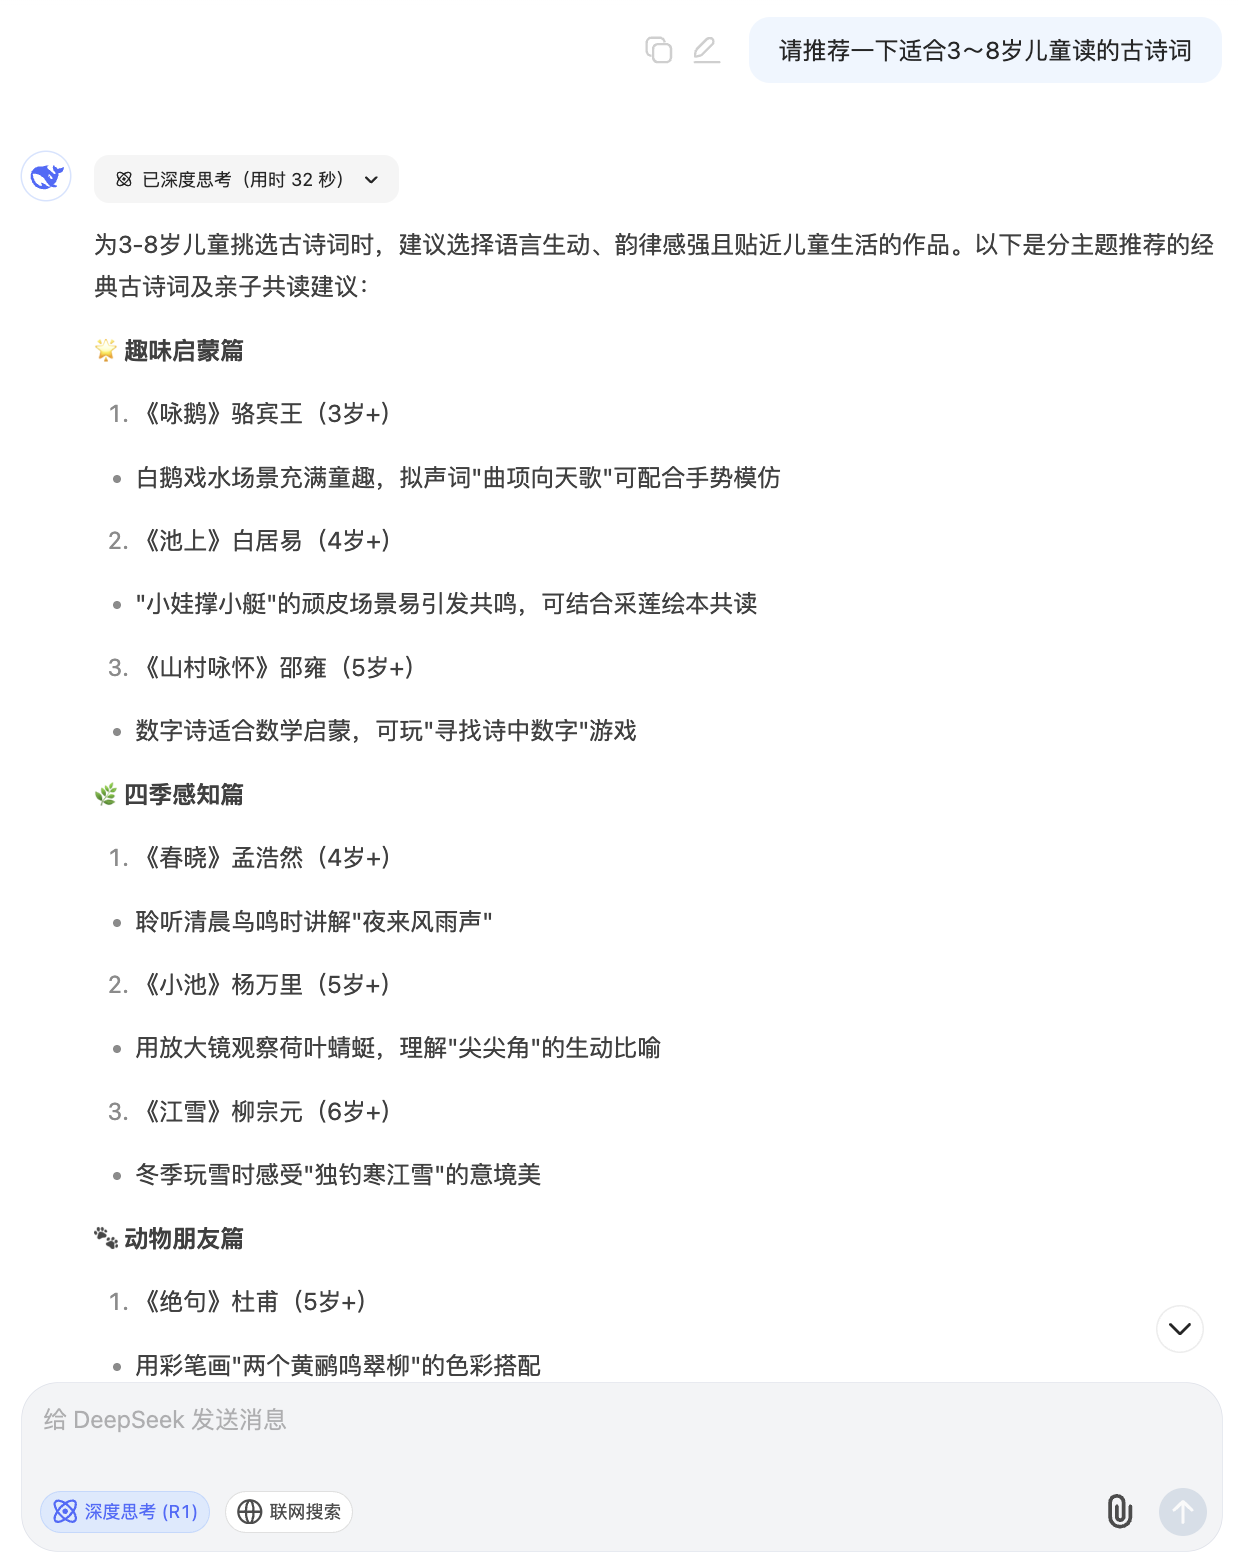 请推荐一下适合3～8岁儿童读的古诗词
已深度思考（用时 32 秒）
为3-8岁儿童挑选古诗词时，建议选择语言生动、韵律感强且贴近儿童生活的作品。以下是分主题推荐的经
典古诗词及亲子共读建议：
🌟 趣味启蒙篇
1. 《咏鹅》骆宾王（3岁+）
• 白鹅戏水场景充满童趣，拟声词"曲项向天歌"可配合手势模仿
2. 《池上》白居易（4岁+）
• "小娃撑小艇"的顽皮场景易引发共鸣，可结合采莲绘本共读
3. 《山村咏怀》邵雍（5岁+）
• 数字诗适合数学启蒙，可玩"寻找诗中数字"游戏
🌿 四季感知篇
1. 《春晓》孟浩然（4岁+）
• 聆听清晨鸟鸣时讲解"夜来风雨声"
2. 《小池》杨万里（5岁+）
• 用放大镜观察荷叶蜻蜓，理解"尖尖角"的生动比喻
3. 《江雪》柳宗元（6岁+）
• 冬季玩雪时感受"独钓寒江雪"的意境美
🐾 动物朋友篇
1. 《绝句》杜甫（5岁+）
• 用彩笔画"两个黄鹂鸣翠柳"的色彩搭配
给 DeepSeek 发送消息
深度思考 (R1) 联网搜索